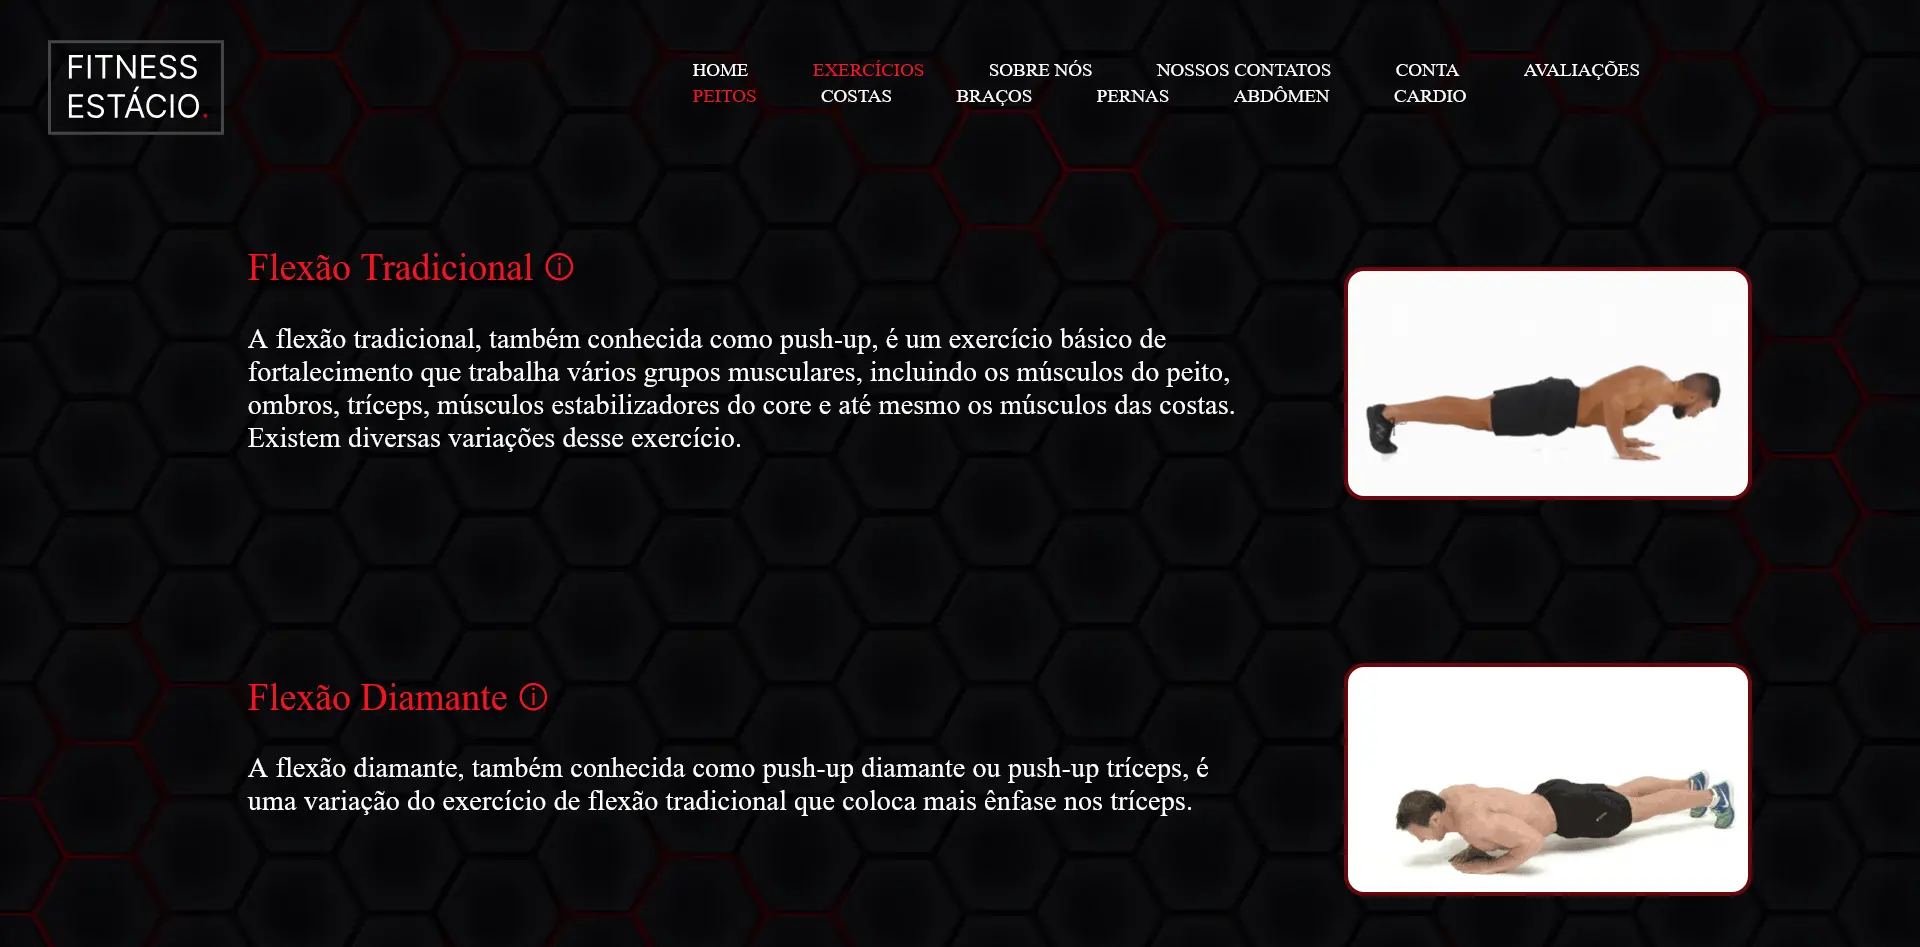 FITNESS
ESTÁCIO.
HOME EXERCÍCIOS SOBRE NÓS NOSSOS CONTATOS CONTA AVALIAÇÕES
PEITOS COSTAS BRAÇOS PERNAS ABDÔMEN CARDIO
Flexão Tradicional ⓘ
A flexão tradicional, também conhecida como push-up, é um exercício básico de
fortalecimento que trabalha vários grupos musculares, incluindo os músculos do peito,
ombros, tríceps, músculos estabilizadores do core e até mesmo os músculos das costas.
Existem diversas variações desse exercício.
Flexão Diamante ⓘ
A flexão diamante, também conhecida como push-up diamante ou push-up tríceps, é
uma variação do exercício de flexão tradicional que coloca mais ênfase nos tríceps.